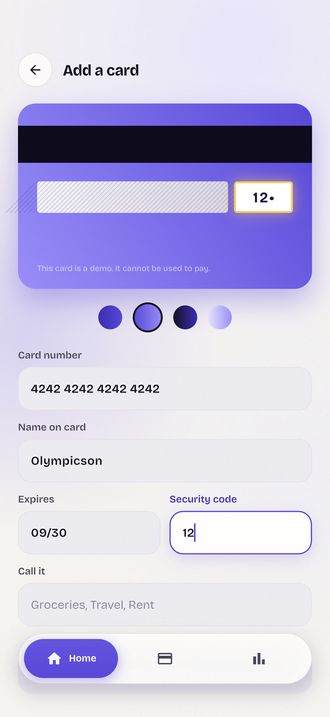 Add a card
12•
This card is a demo. It cannot be used to pay.
Card number
4242 4242 4242 4242
Name on card
Olympicson
Expires
Security code
09/30
12
Call it
Groceries, Travel, Rent
Home